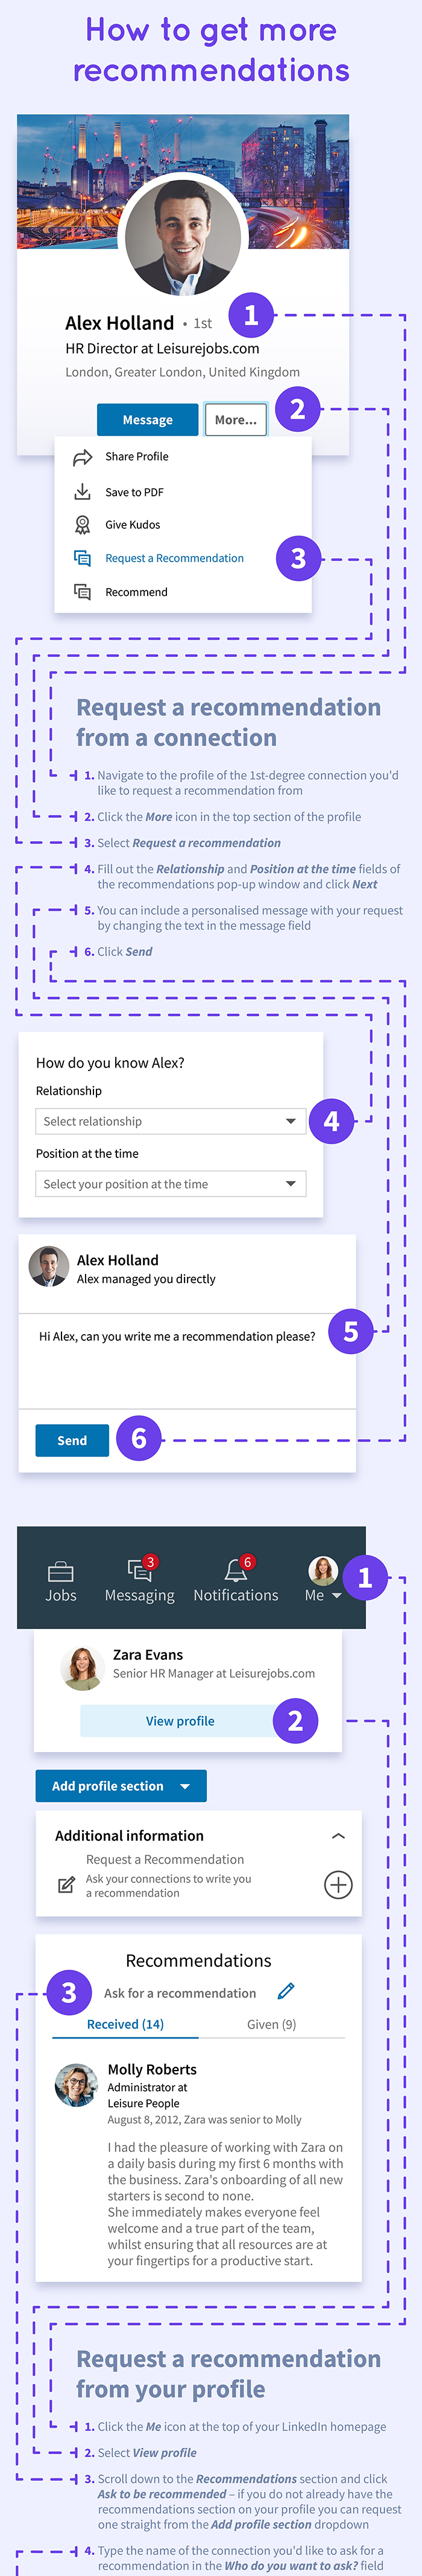 How to get more
recommendations
Alex Holland • 1st
1
HR Director at Leisurejobs.com
London, Greater London, United Kingdom
Message
More...
2
Share Profile
Save to PDF
Give Kudos
Request a Recommendation
3
Recommend
Request a recommendation
from a connection
1. Navigate to the profile of the 1st-degree connection you'd
like to request a recommendation from
2. Click the More icon in the top section of the profile
3. Select Request a recommendation
4. Fill out the Relationship and Position at the time fields of
the recommendations pop-up window and click Next
5. You can include a personalised message with your request
by changing the text in the message field
6. Click Send
How do you know Alex?
Relationship
Select relationship
4
Position at the time
Select your position at the time
Alex Holland
Alex managed you directly
Hi Alex, can you write me a recommendation please?
5
Send
6
3
6
Jobs
Messaging
Notifications
Me
1
Zara Evans
Senior HR Manager at Leisurejobs.com
View profile
2
Add profile section
Additional information
Request a Recommendation
Ask your connections to write you
a recommendation
Recommendations
3
Ask for a recommendation
Received (14)
Given (9)
Molly Roberts
Administrator at
Leisure People
August 8, 2012, Zara was senior to Molly
I had the pleasure of working with Zara on
a daily basis during my first 6 months with
the business. Zara's onboarding of all new
starters is second to none.
She immediately makes everyone feel
welcome and a true part of the team,
whilst ensuring that all resources are at
your fingertips for a productive start.
Request a recommendation
from your profile
1. Click the Me icon at the top of your LinkedIn homepage
2. Select View profile
3. Scroll down to the Recommendations section and click
Ask to be recommended – if you do not already have the
recommendations section on your profile you can request
one straight from the Add profile section dropdown
4. Type the name of the connection you'd like to ask for a
recommendation in the Who do you want to ask? field